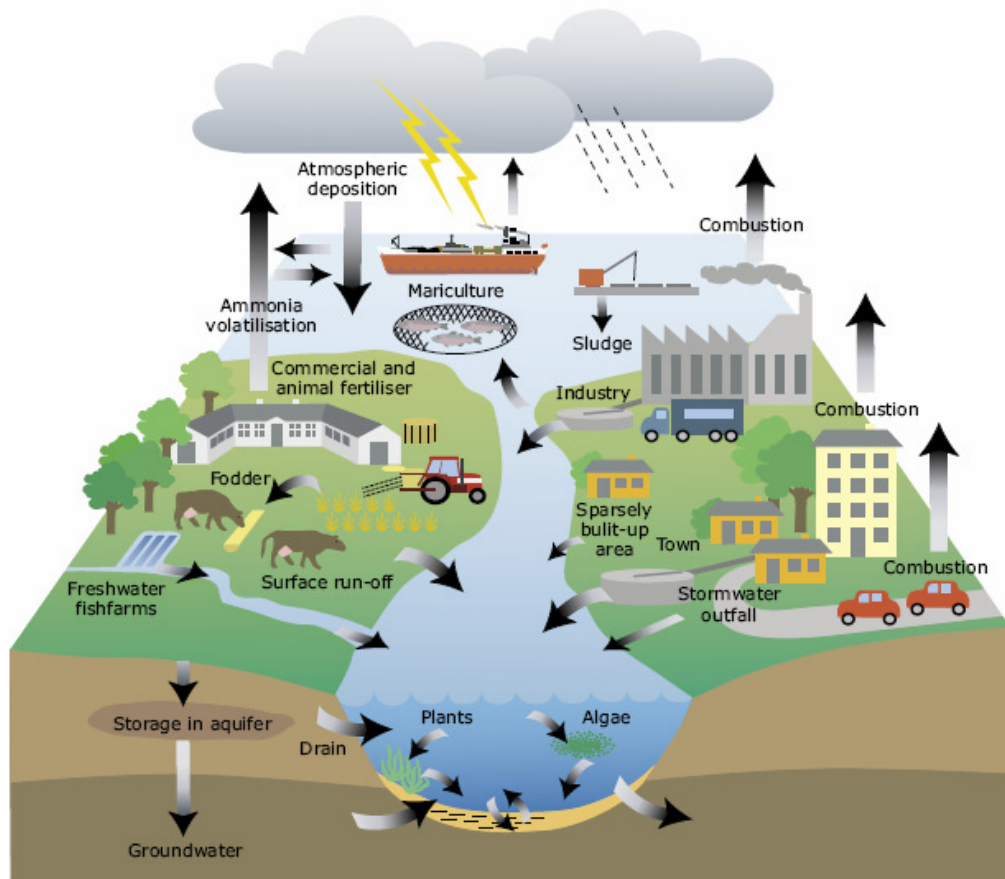 Atmospheric
deposition
Combustion
Mariculture
Ammonia
volatilisation
Sludge
Commercial and
animal fertiliser
Industry
Combustion
Fodder
Sparsely
bulit-up
area
Town
Combustion
Freshwater
fishfarms
Surface run-off
Stormwater
outfall
Storage in aquifer
Plants
Algae
Drain
Groundwater